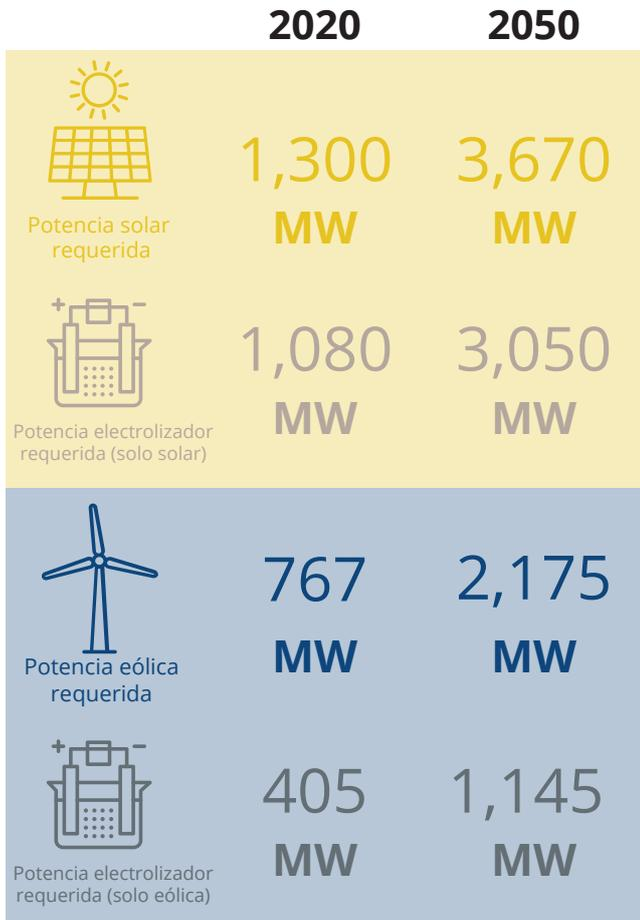 2020 2050
1,300 3,670
MW MW
Potencia solar
requerida
+ −
1,080 3,050
MW MW
Potencia electrolizador
requerida (solo solar)
767 2,175
MW MW
Potencia eólica
requerida
+ −
405 1,145
MW MW
Potencia electrolizador
requerida (solo eólica)